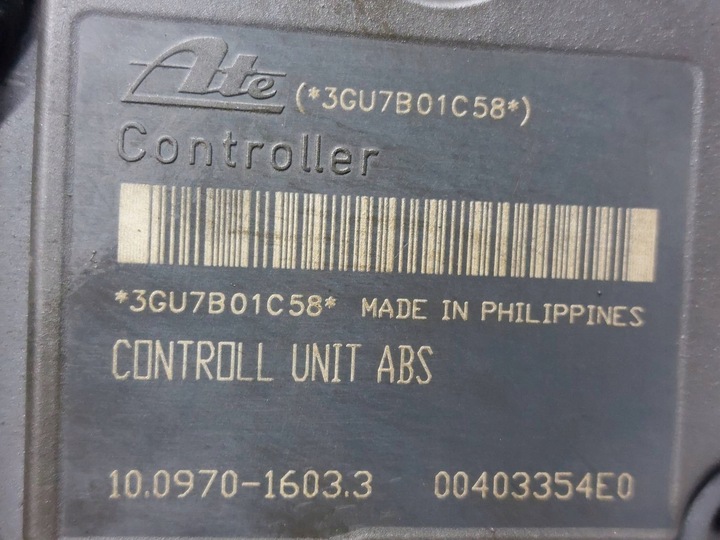 Ate (*3GU7B01C58*)
Controller
*3GU7B01C58* MADE IN PHILIPPINES
CONTROLL UNIT ABS
10.0970-1603.3 00403354E0